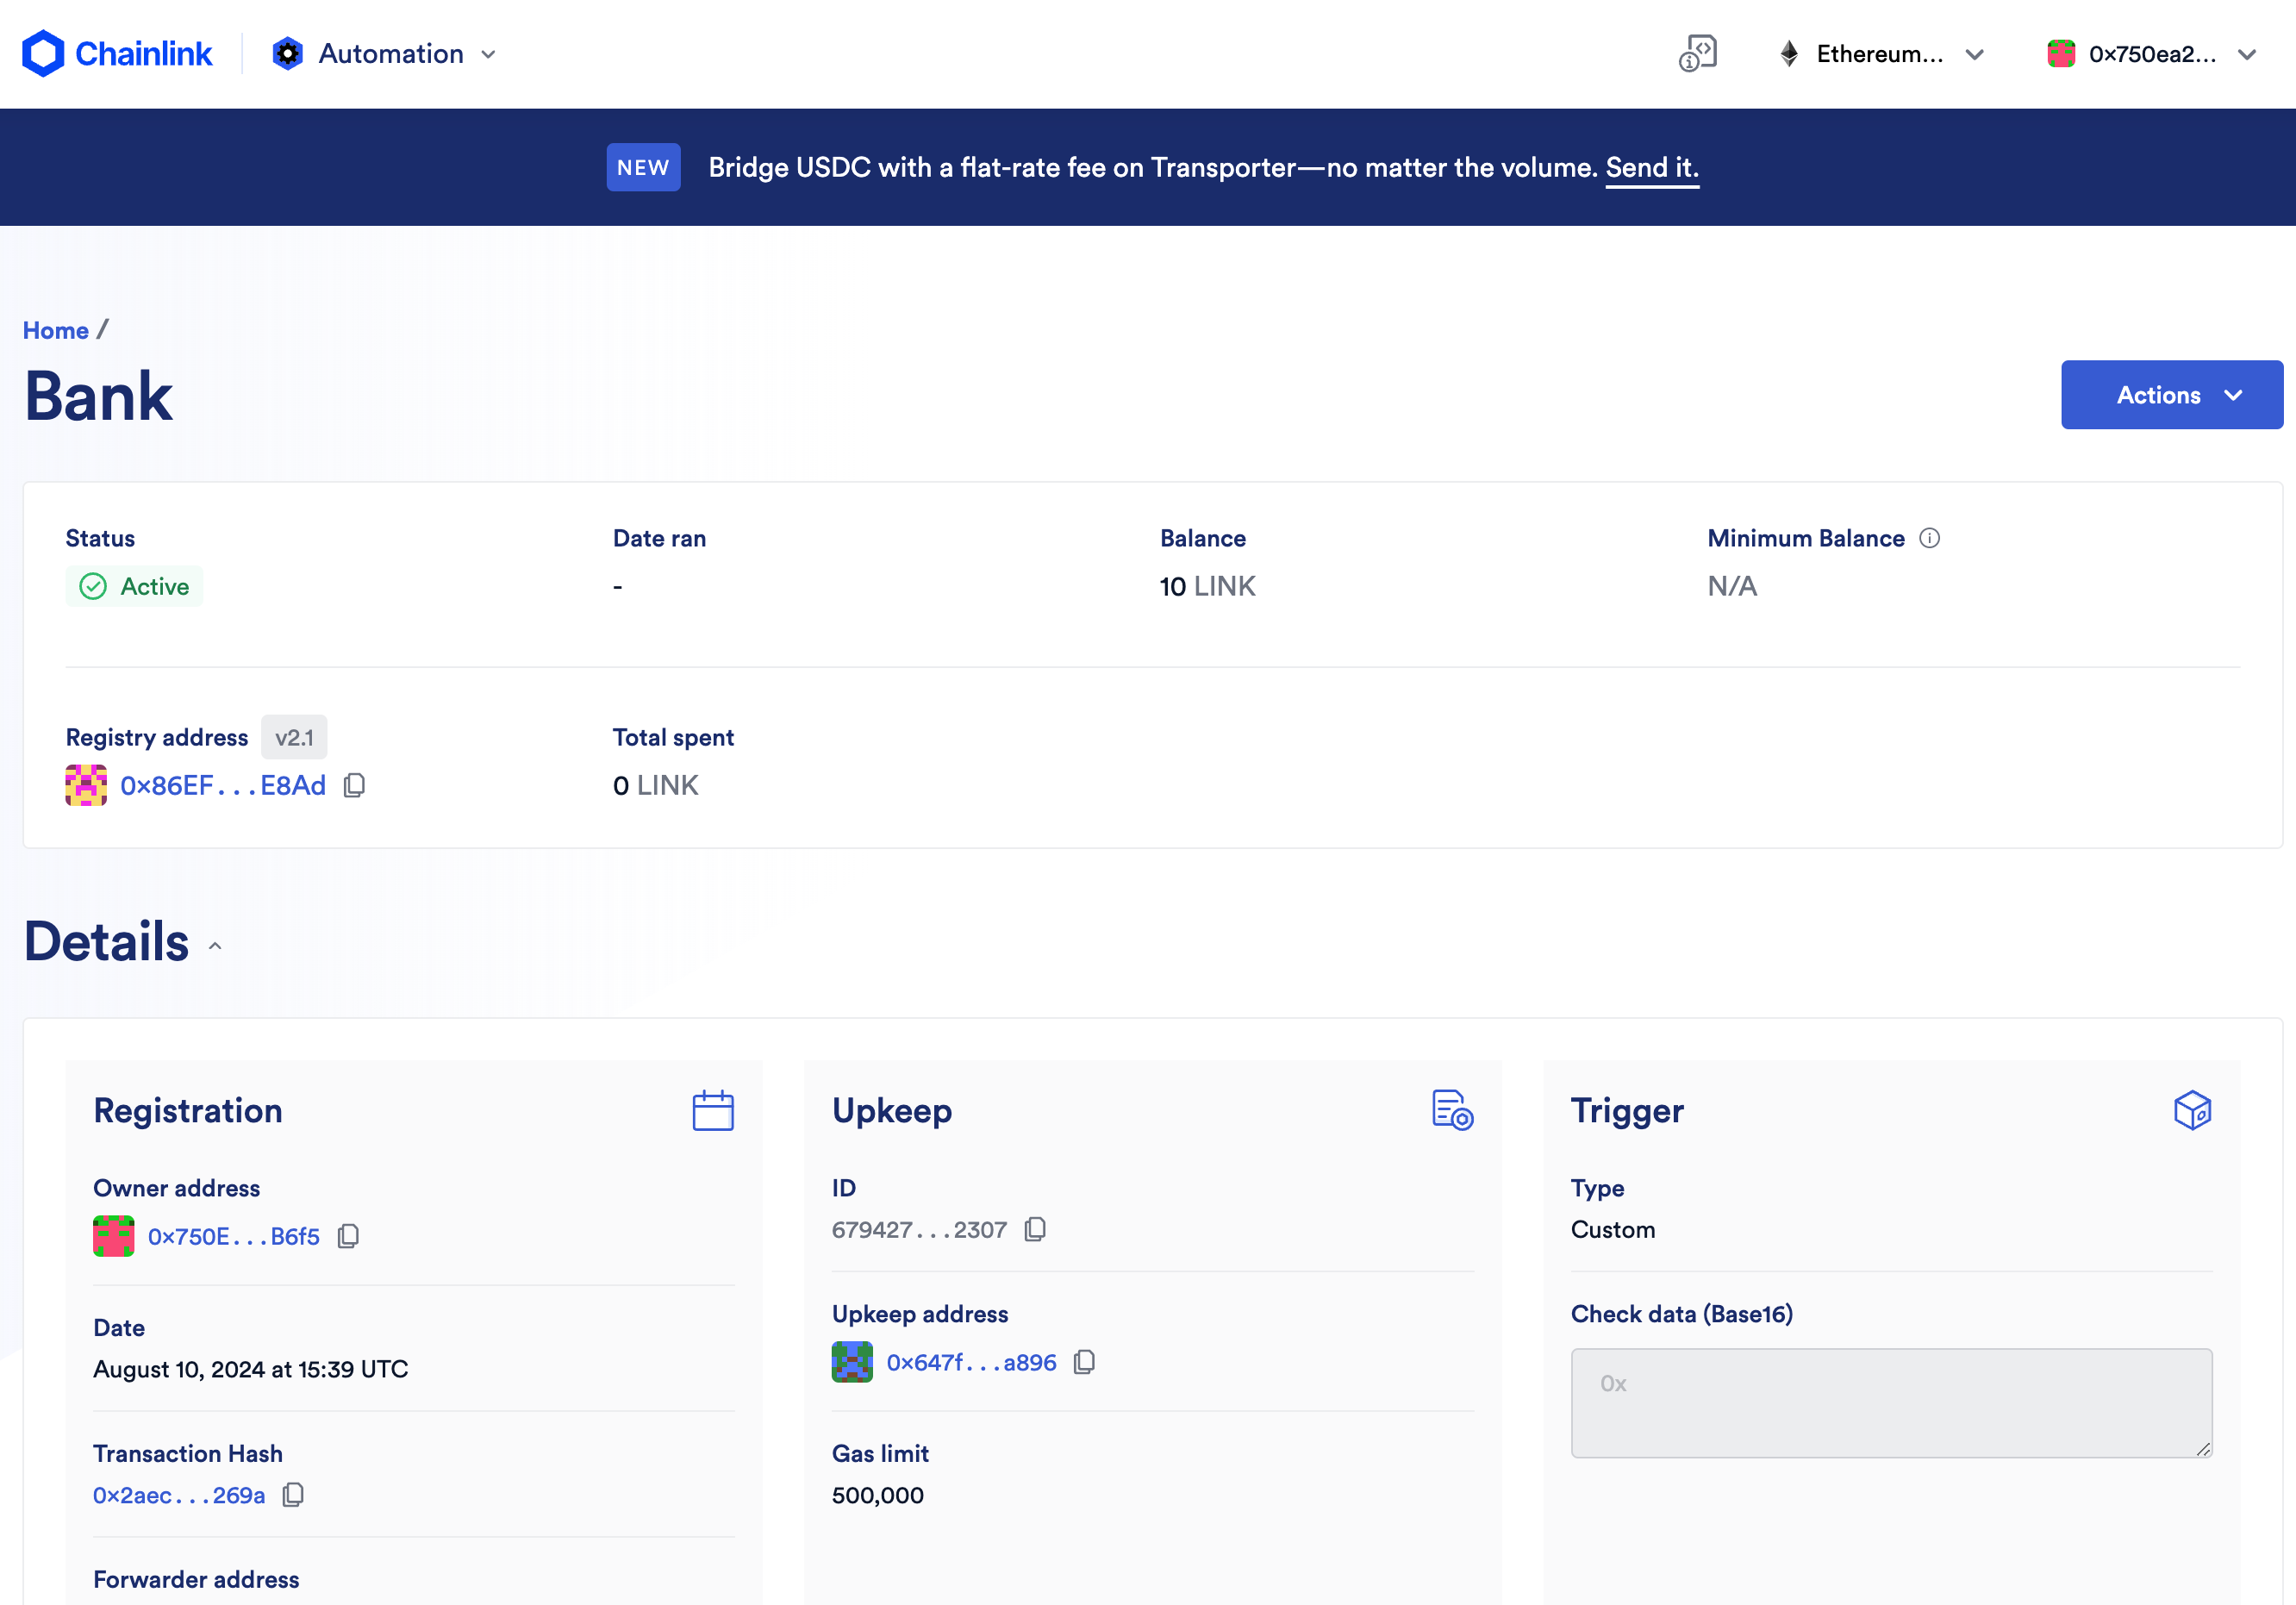 Chainlink
Automation
Ethereum...
0x750ea2...
NEW
Bridge USDC with a flat-rate fee on Transporter—no matter the volume. Send it.
Home /
Bank
Actions
Status
Date ran
Balance
Minimum Balance
Active
-
10 LINK
N/A
Registry address v2.1
Total spent
0x86EF...E8Ad
0 LINK
Details
Registration
Owner address
0x750E...B6f5
Date
August 10, 2024 at 15:39 UTC
Transaction Hash
0x2aec...269a
Forwarder address
Upkeep
ID
679427...2307
Upkeep address
0x647f...a896
Gas limit
500,000
Trigger
Type
Custom
Check data (Base16)
0x